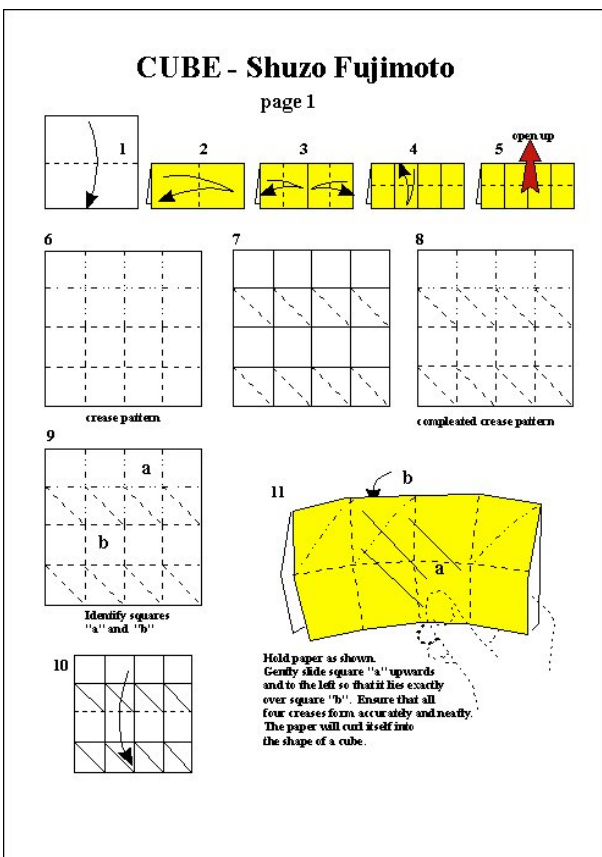 CUBE - Shuzo Fujimoto
page 1
1
2
3
4
5
open up
6
7
8
crease pattern
compleated crease pattern
9
a
b
Identify squares
"a" and "b"
10
11
b
a
Hold paper as shown.
Gently slide square "a" upwards
and to the left so that it lies exactly
over square "b". Ensure that all
four creases form accurately and neatly.
The paper will curl itself into
the shape of a cube.